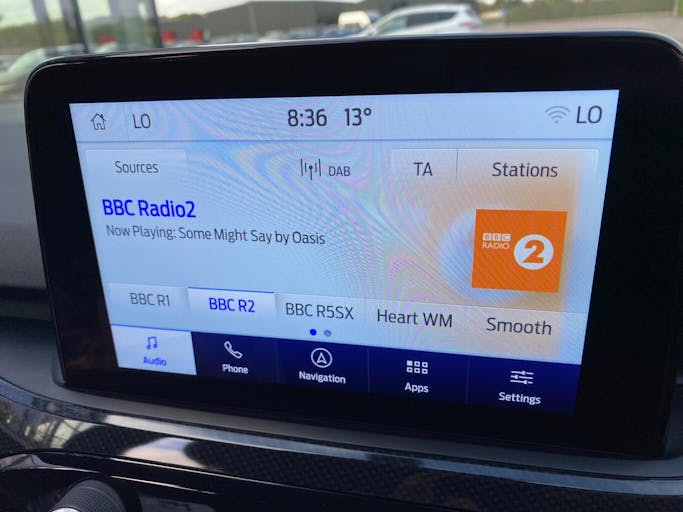 LO 8:36 13° LO
Sources DAB TA Stations
BBC Radio2
Now Playing: Some Might Say by Oasis
BBC RADIO 2
BBC R1 BBC R2 BBC R5SX Heart WM Smooth
Audio Phone Navigation Apps Settings